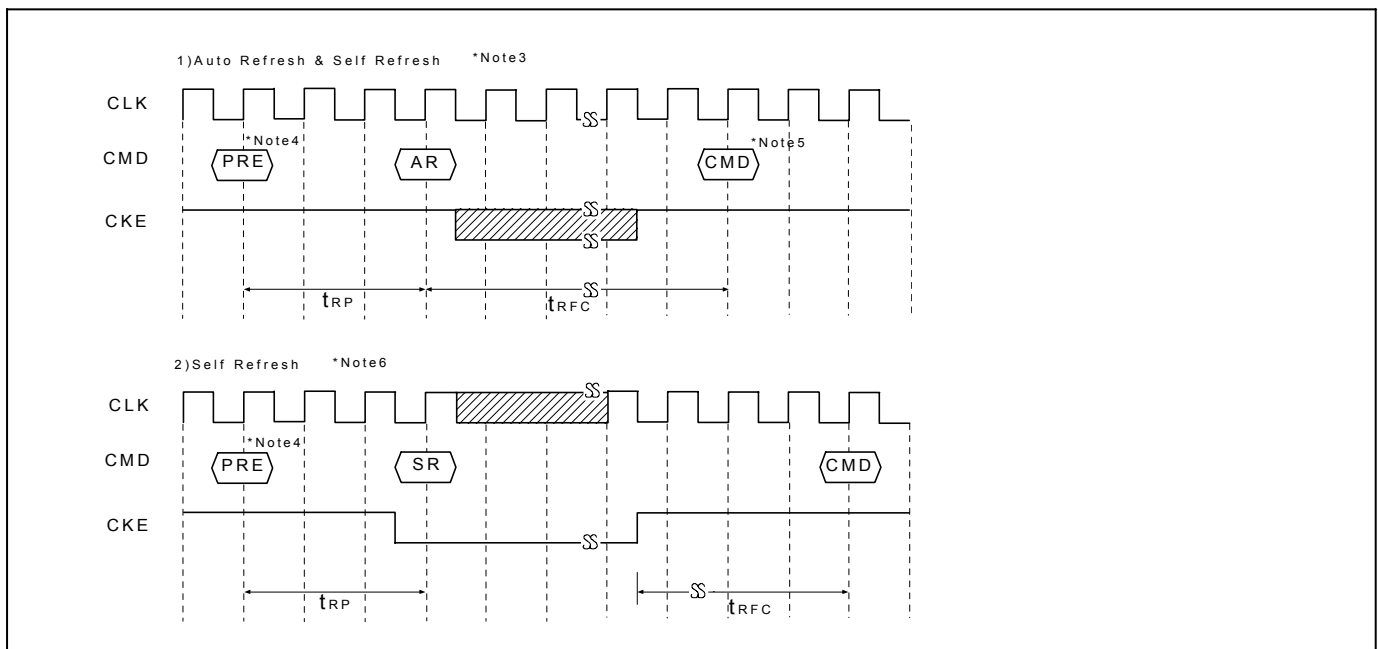 1)Auto Refresh & Self Refresh *Note3
CLK
*Note4 *Note5
CMD PRE AR CMD
CKE
tRP tRFC
2)Self Refresh *Note6
CLK
*Note4
CMD PRE SR CMD
CKE
tRP tRFC